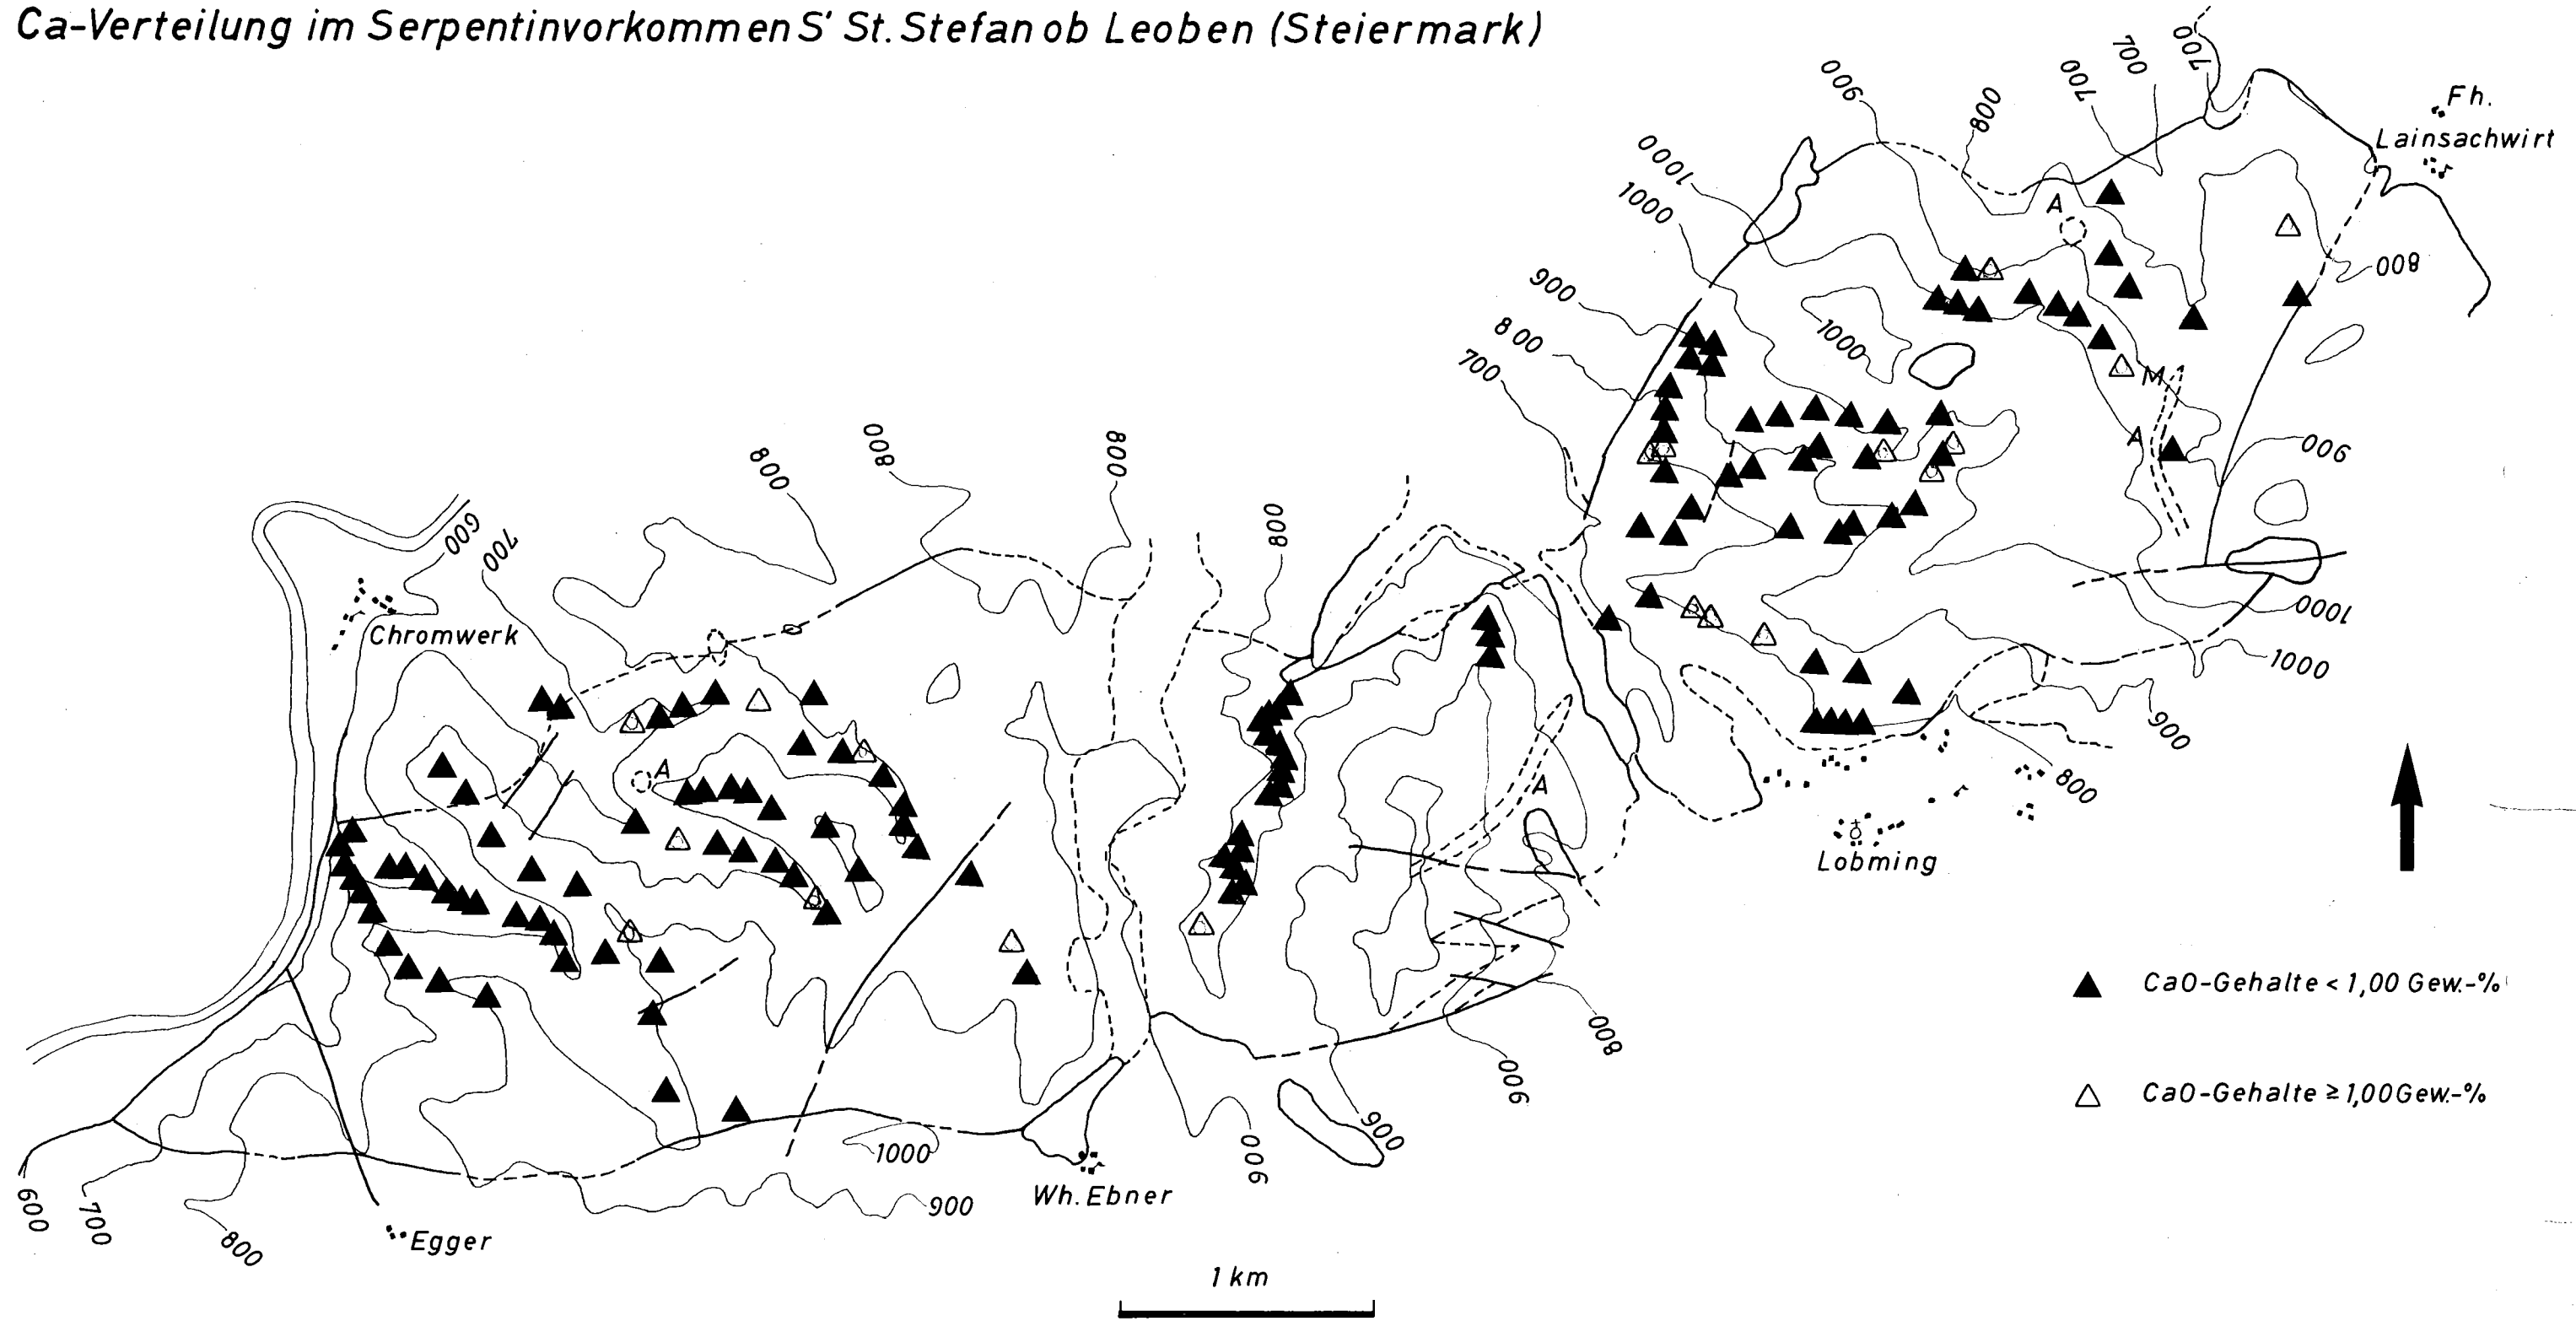 Ca-Verteilung im Serpentinvorkommen S' St. Stefan ob Leoben (Steiermark)
700
700
700
800
900
Fh.
Lainsachwirt
1000
1000
A
800
900
1000
800
700
M
A
900
800
800
800
800
600
700
Chromwerk
1000
1000
900
800
A
A
Lobming
CaO-Gehalte < 1,00 Gew.-%
800
900
CaO-Gehalte ≥ 1,00 Gew.-%
900
900
1000
900
Wh. Ebner
600
700
800
Egger
1 km